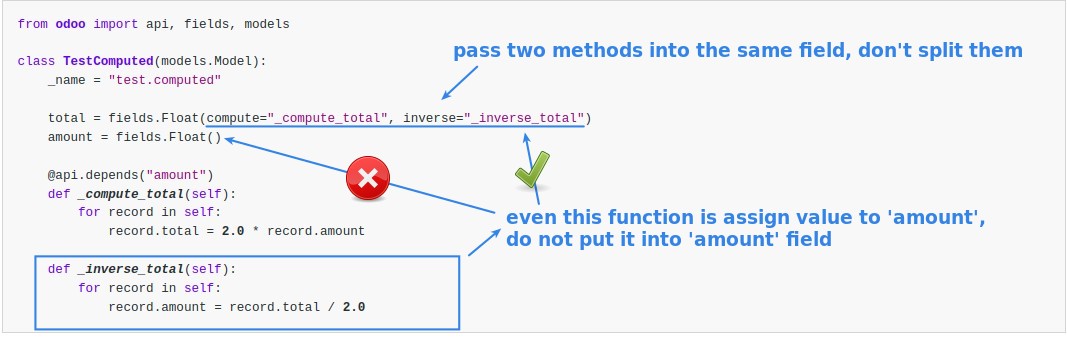 from odoo import api, fields, models
class TestComputed(models.Model):
pass two methods into the same field, don't split them
_name = "test.computed"
total = fields.Float(compute="_compute_total", inverse="_inverse_total")
amount = fields.Float()
@api.depends("amount")
def _compute_total(self):
for record in self:
record.total = 2.0 * record.amount
even this function is assign value to 'amount',
do not put it into 'amount' field
def _inverse_total(self):
for record in self:
record.amount = record.total / 2.0